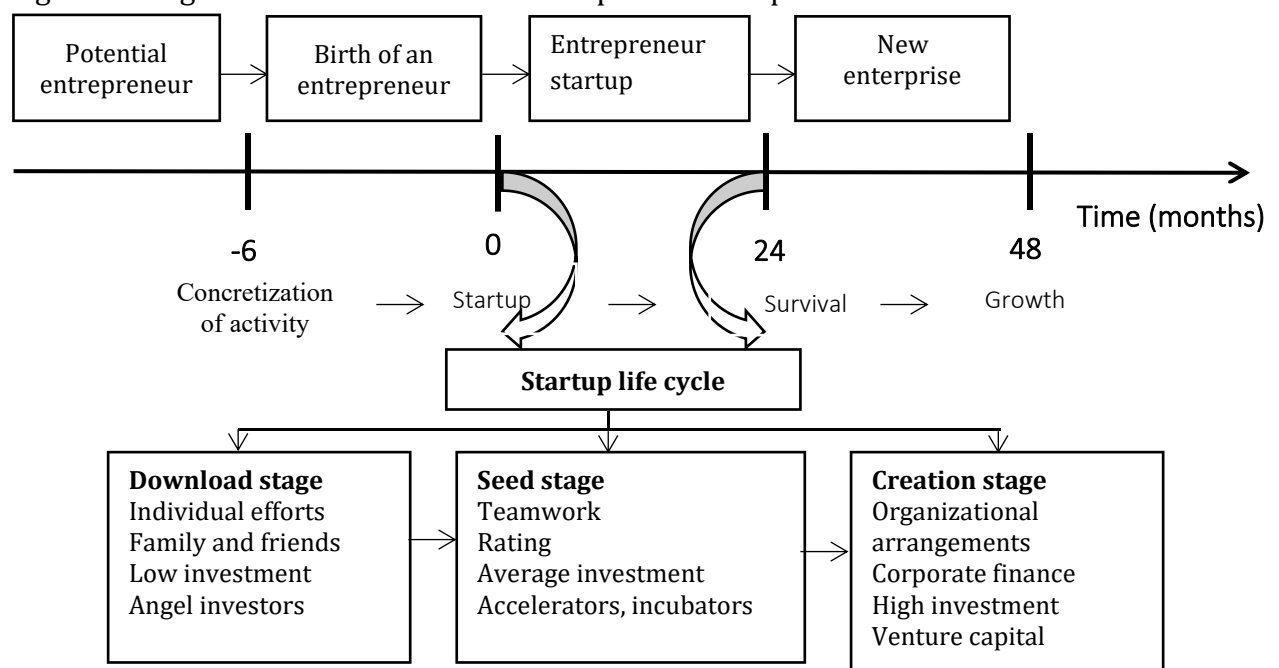 Potential
entrepreneur
Birth of an
entrepreneur
Entrepreneur
startup
New
enterprise
Time (months)
-6
0
24
48
Concretization
of activity
Startup
Survival
Growth
Startup life cycle
Download stage
Individual efforts
Family and friends
Low investment
Angel investors
Seed stage
Teamwork
Rating
Average investment
Accelerators, incubators
Creation stage
Organizational
arrangements
Corporate finance
High investment
Venture capital